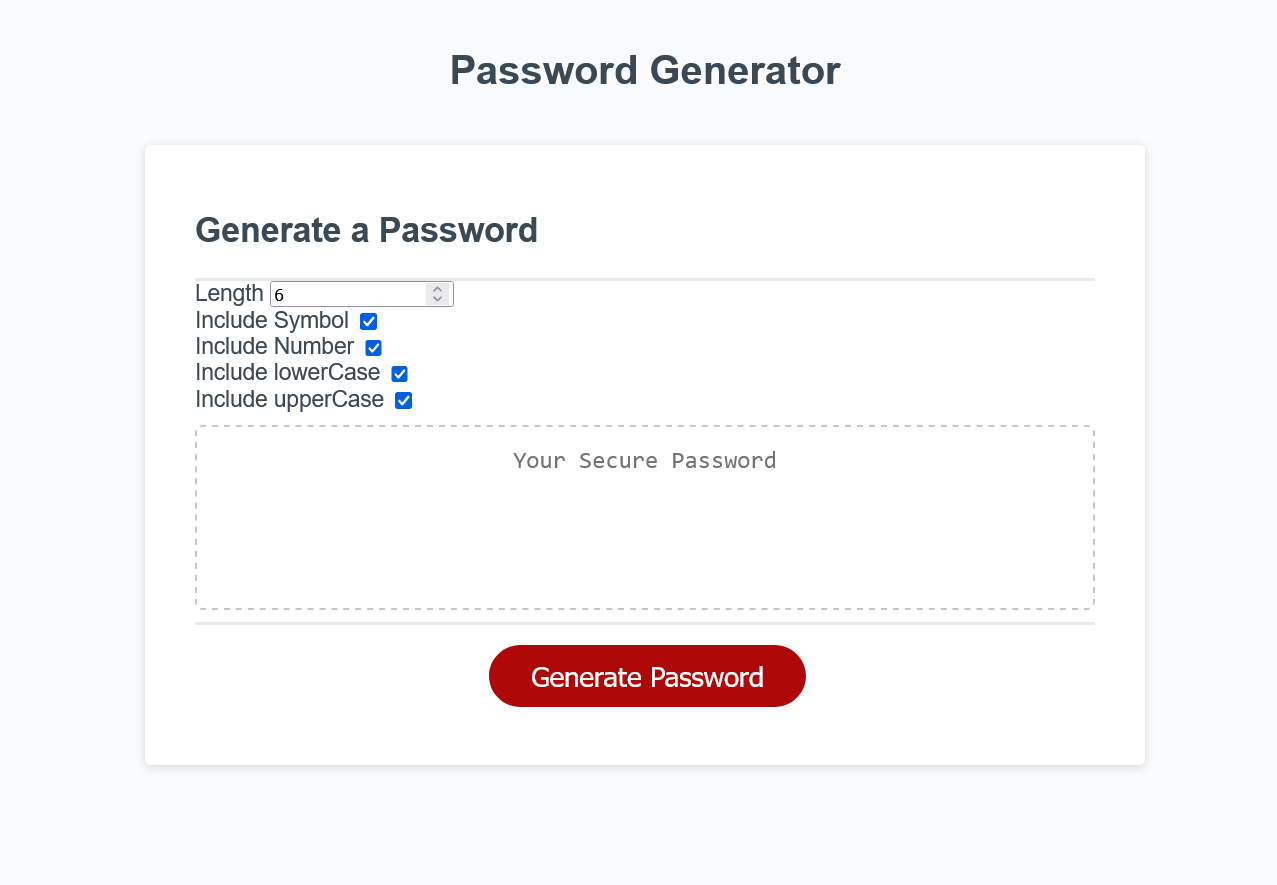 Password Generator
Generate a Password
Length 6
Include Symbol
Include Number
Include lowerCase
Include upperCase
Your Secure Password
Generate Password